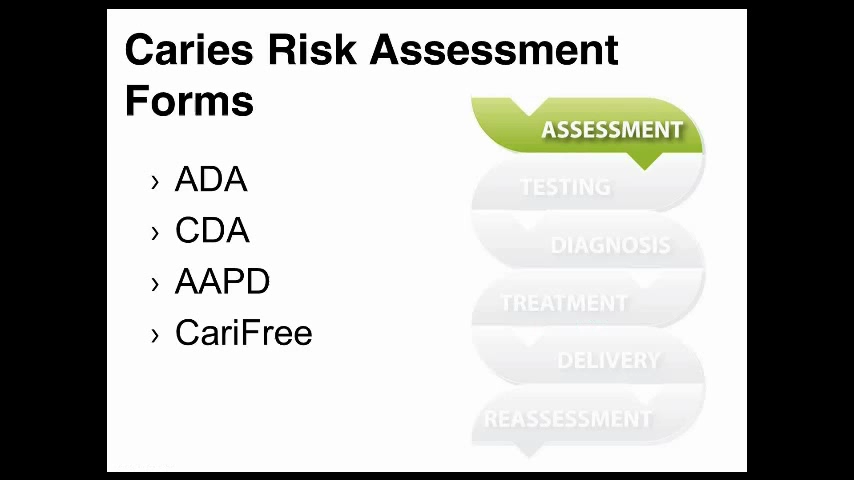 Caries Risk Assessment
Forms
› ADA
› CDA
› AAPD
› CariFree
ASSESSMENT
TESTING
DIAGNOSIS
TREATMENT
DELIVERY
REASSESSMENT